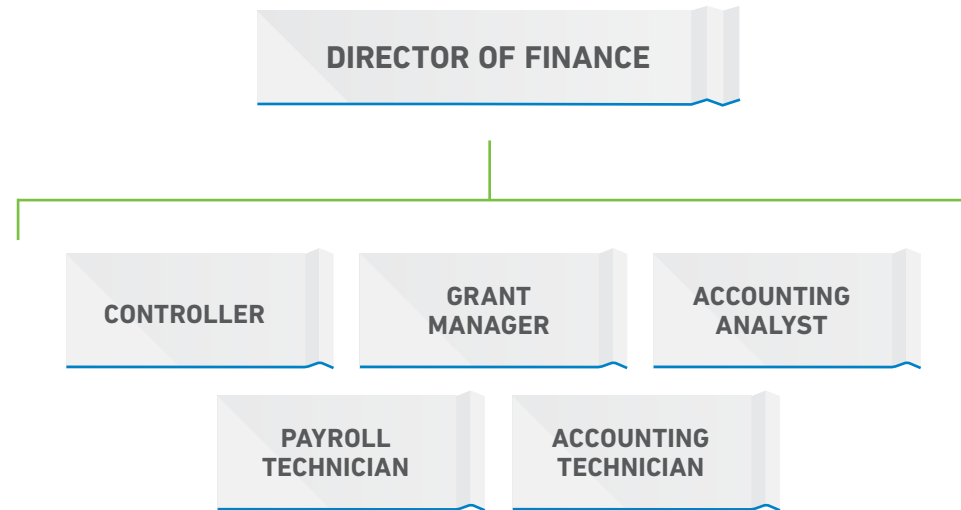 DIRECTOR OF FINANCE
CONTROLLER
GRANT
MANAGER
ACCOUNTING
ANALYST
PAYROLL
TECHNICIAN
ACCOUNTING
TECHNICIAN